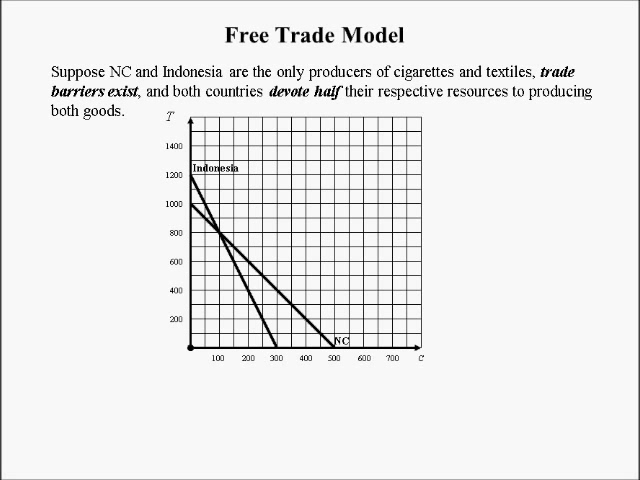 Free Trade Model
Suppose NC and Indonesia are the only producers of cigarettes and textiles, trade
barriers exist, and both countries devote half their respective resources to producing
both goods.
T
1400
Indonesia
1200
1000
800
600
400
200
NC
100 200 300 400 500 600 700 C